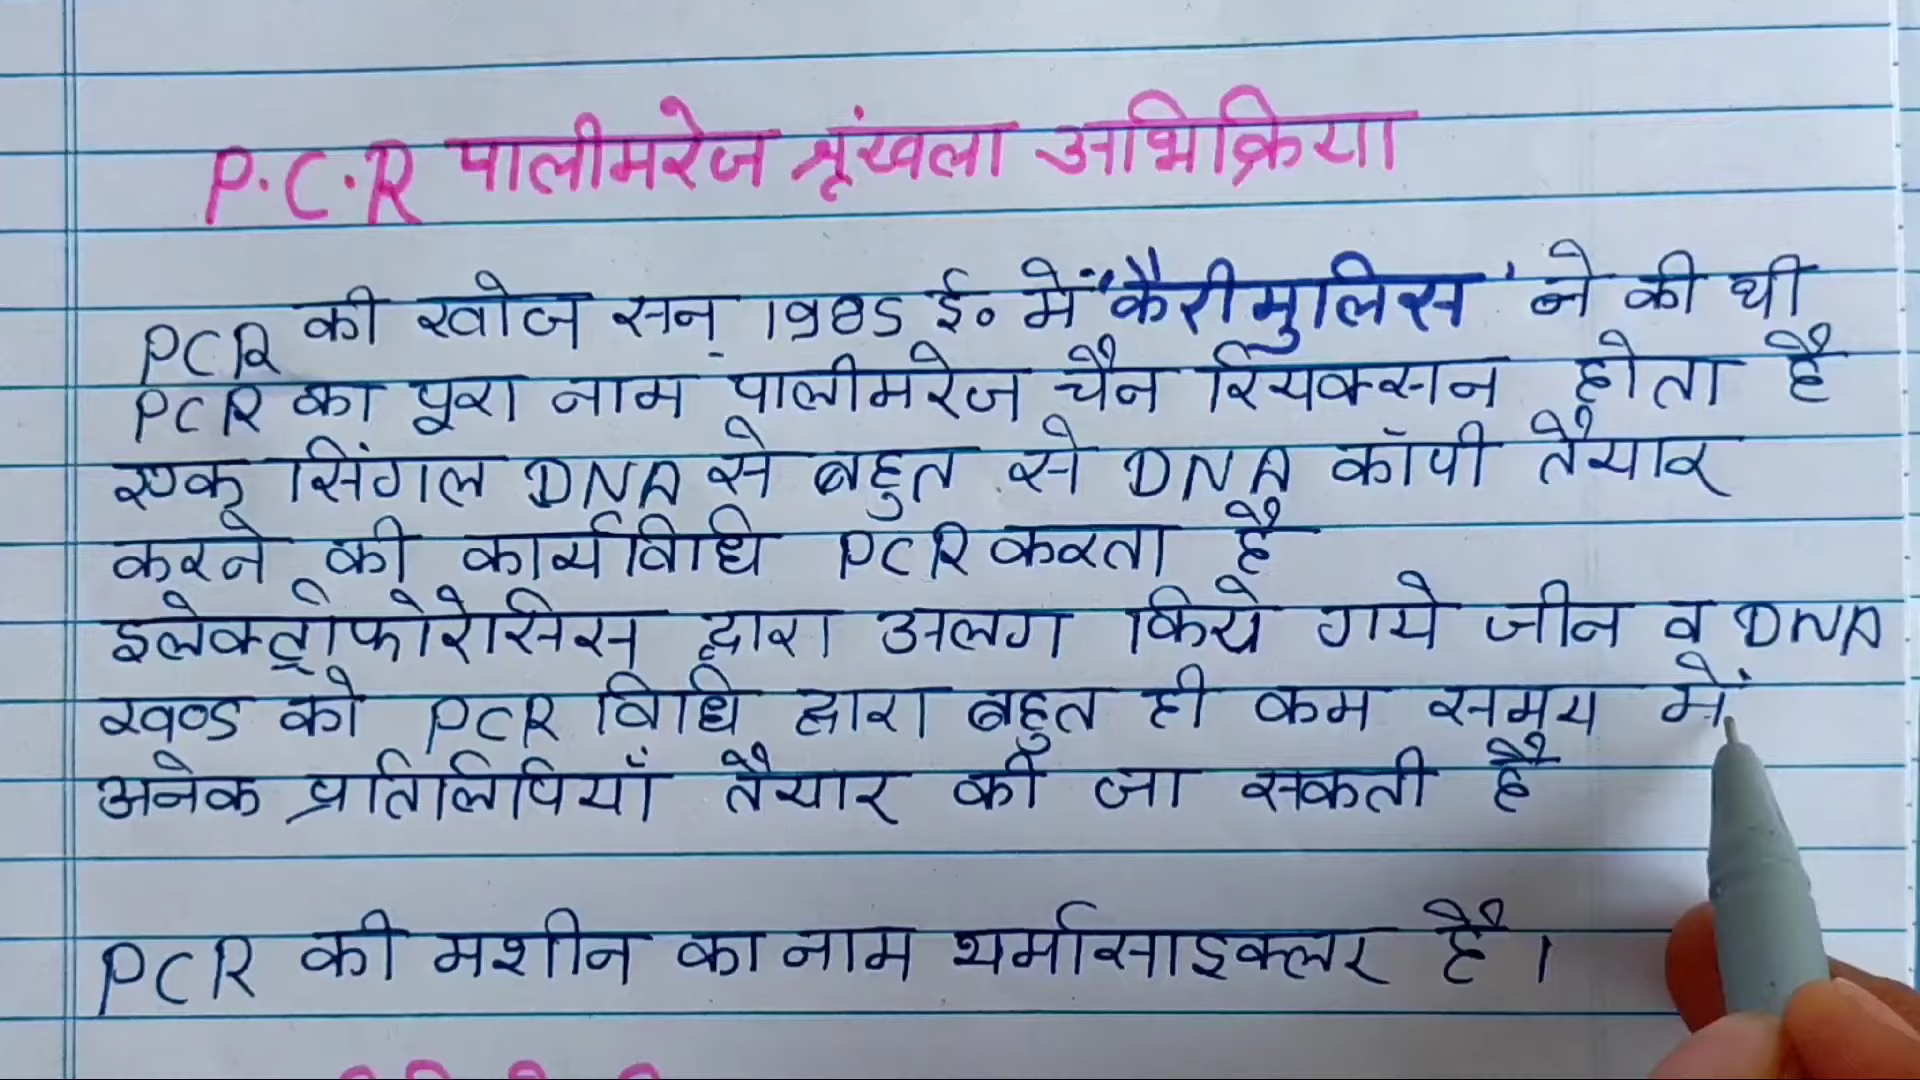 P.C.R पालीमरेज श्रृंखला अभिक्रिया
PCR की खोज सन् 1985 ई० में "कैरीमुलिस' ने की थी
PCR का पूरा नाम पालीमरेज चैन रियक्सन होता है
एक सिंगल DNA से बहुत से DNA कॉपी तैयार
करने की कार्यविधि PCR करता है
इलेक्ट्रोफोरेसिस द्वारा अलग किये गये जीन व DNA
खण्ड को PCR विधि द्वारा बहुत ही कम समय में
अनेक प्रतिलिपियाँ तैयार की जा सकती है
PCR की मशीन का नाम थर्मासाइक्लर है।